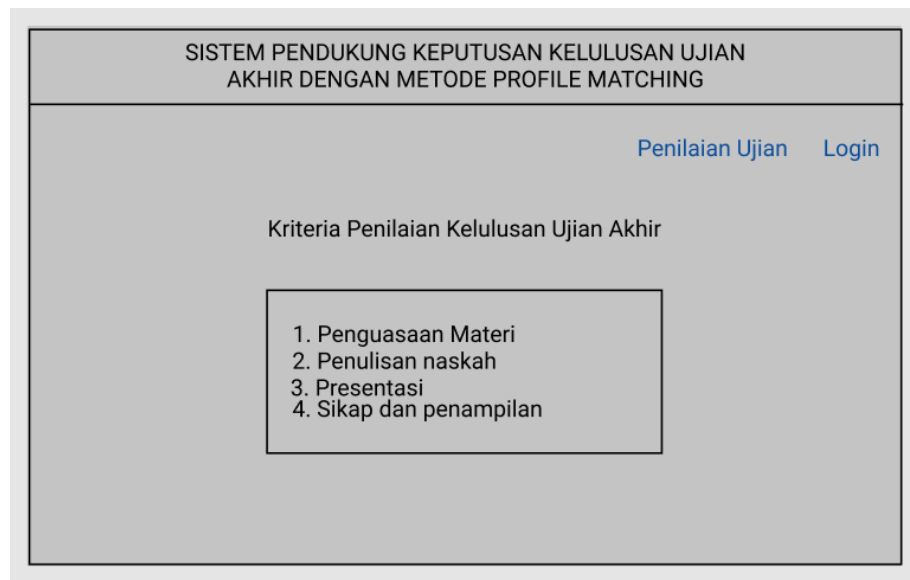 SISTEM PENDUKUNG KEPUTUSAN KELULUSAN UJIAN
AKHIR DENGAN METODE PROFILE MATCHING
Penilaian Ujian Login
Kriteria Penilaian Kelulusan Ujian Akhir
1. Penguasaan Materi
2. Penulisan naskah
3. Presentasi
4. Sikap dan penampilan